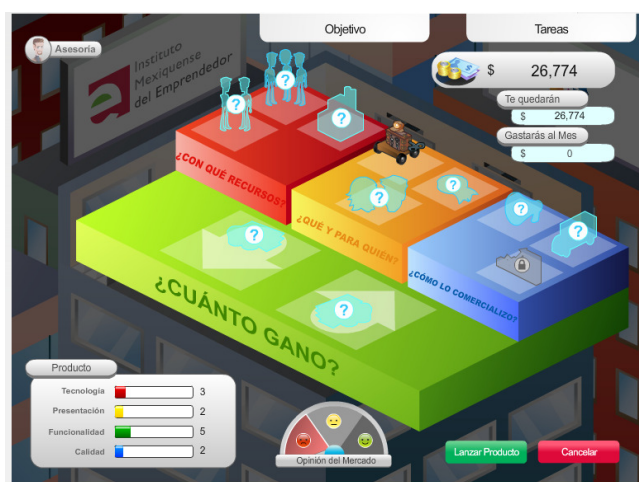 Objetivo
Tareas
Asesoría
Instituto
Mexiquense
del Emprendedor
$ 26,774
Te quedarán
$ 26,774
Gastarás al Mes
$ 0
?
?
?
¿CON QUÉ RECURSOS?
?
?
¿QUÉ Y PARA QUIÉN?
?
?
¿CÓMO LO COMERCIALIZO?
?
?
¿CUÁNTO GANO?
Producto
Tecnología 3
Presentación 2
Funcionalidad 5
Calidad 2
Opinión del Mercado
Lanzar Producto
Cancelar